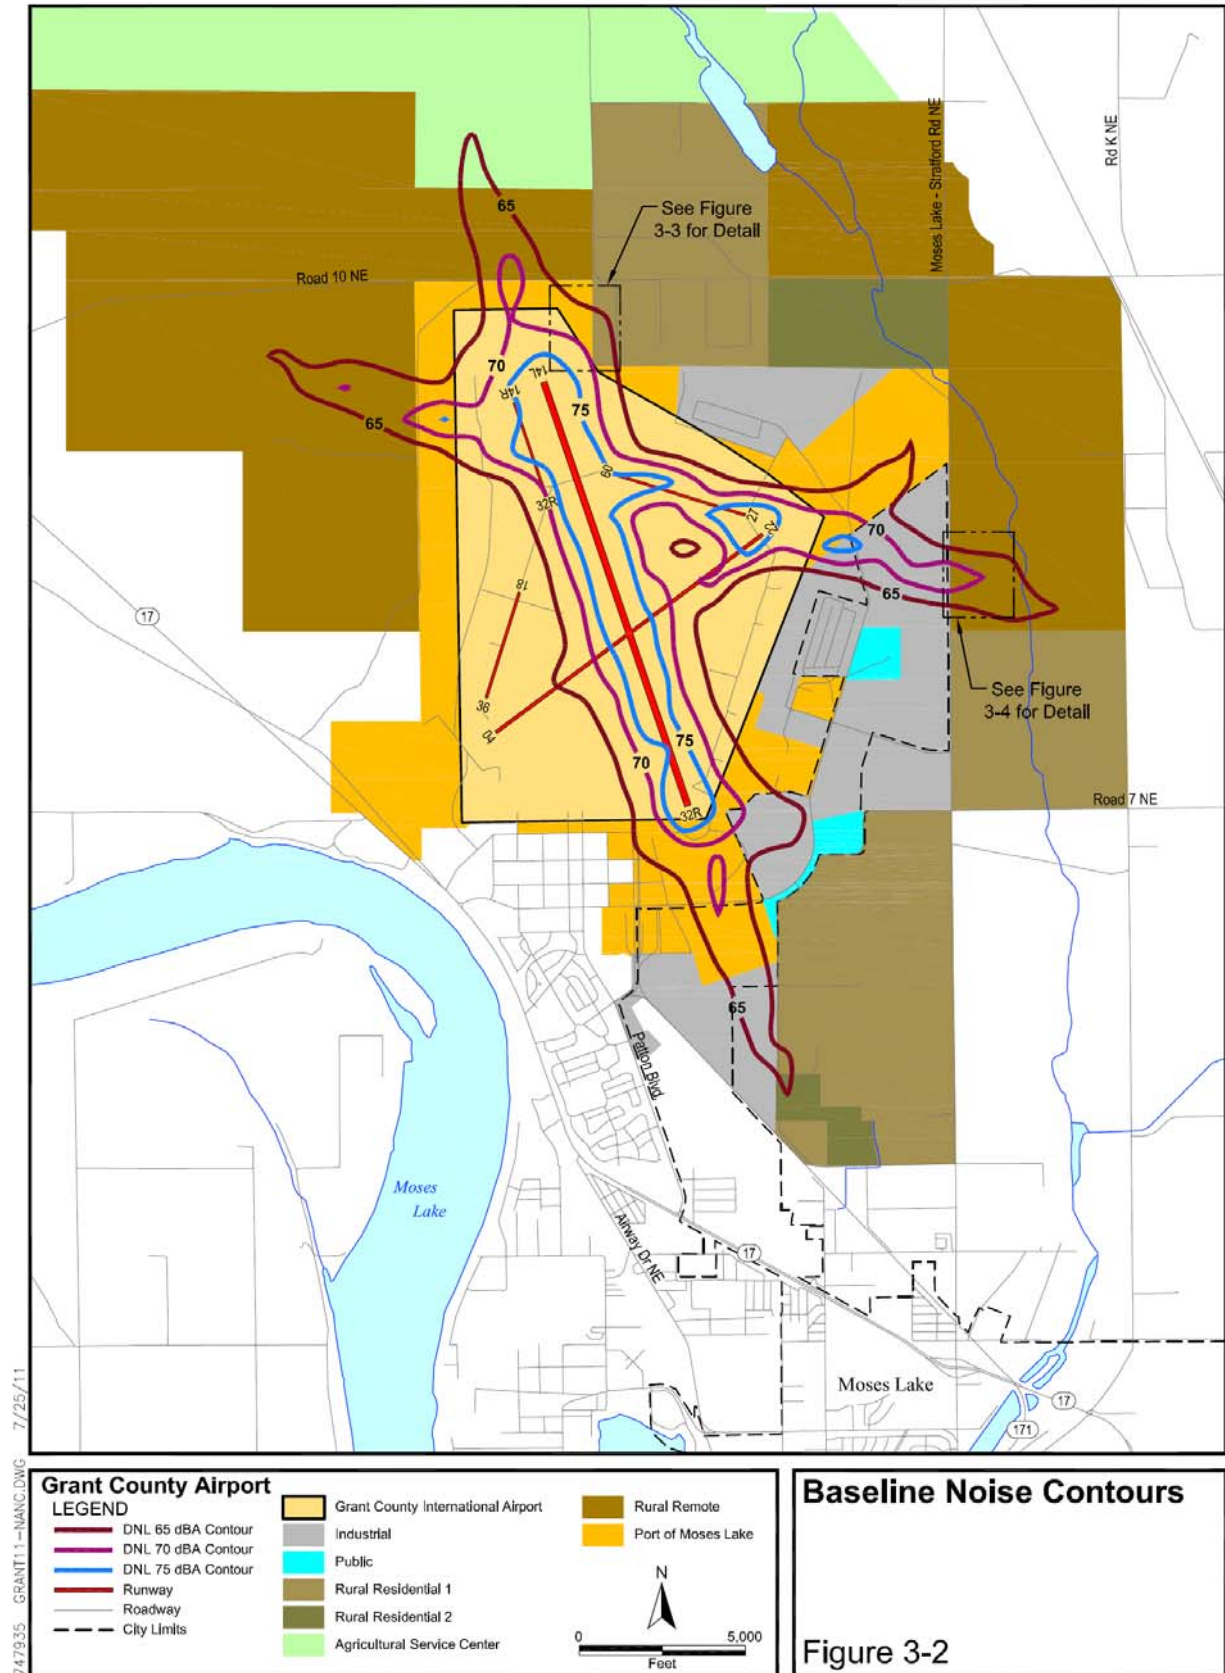 Moses Lake - Stratford Rd NE
Rd K NE
65
See Figure
3-3 for Detail
Road 10 NE
70
14L
14R
75
65
09
32R
27
22
70
18
65
17
See Figure
3-4 for Detail
36
04
75
70
Road 7 NE
32R
65
Patton Blvd.
Moses
Lake
Airway Dr NE
17
Moses Lake
17
171
747935 GRANT11-NANC.DWG 7/25/11
Grant County Airport
LEGEND
DNL 65 dBA Contour
DNL 70 dBA Contour
DNL 75 dBA Contour
Runway
Roadway
City Limits
Grant County International Airport
Industrial
Public
Rural Residential 1
Rural Residential 2
Agricultural Service Center
Rural Remote
Port of Moses Lake
N
0 5,000
Feet
Baseline Noise Contours
Figure 3-2